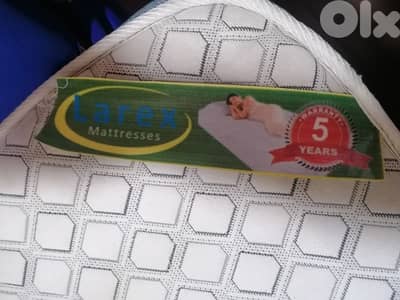 Olx
Larex
Mattresses
WARRANTY
5
YEARS